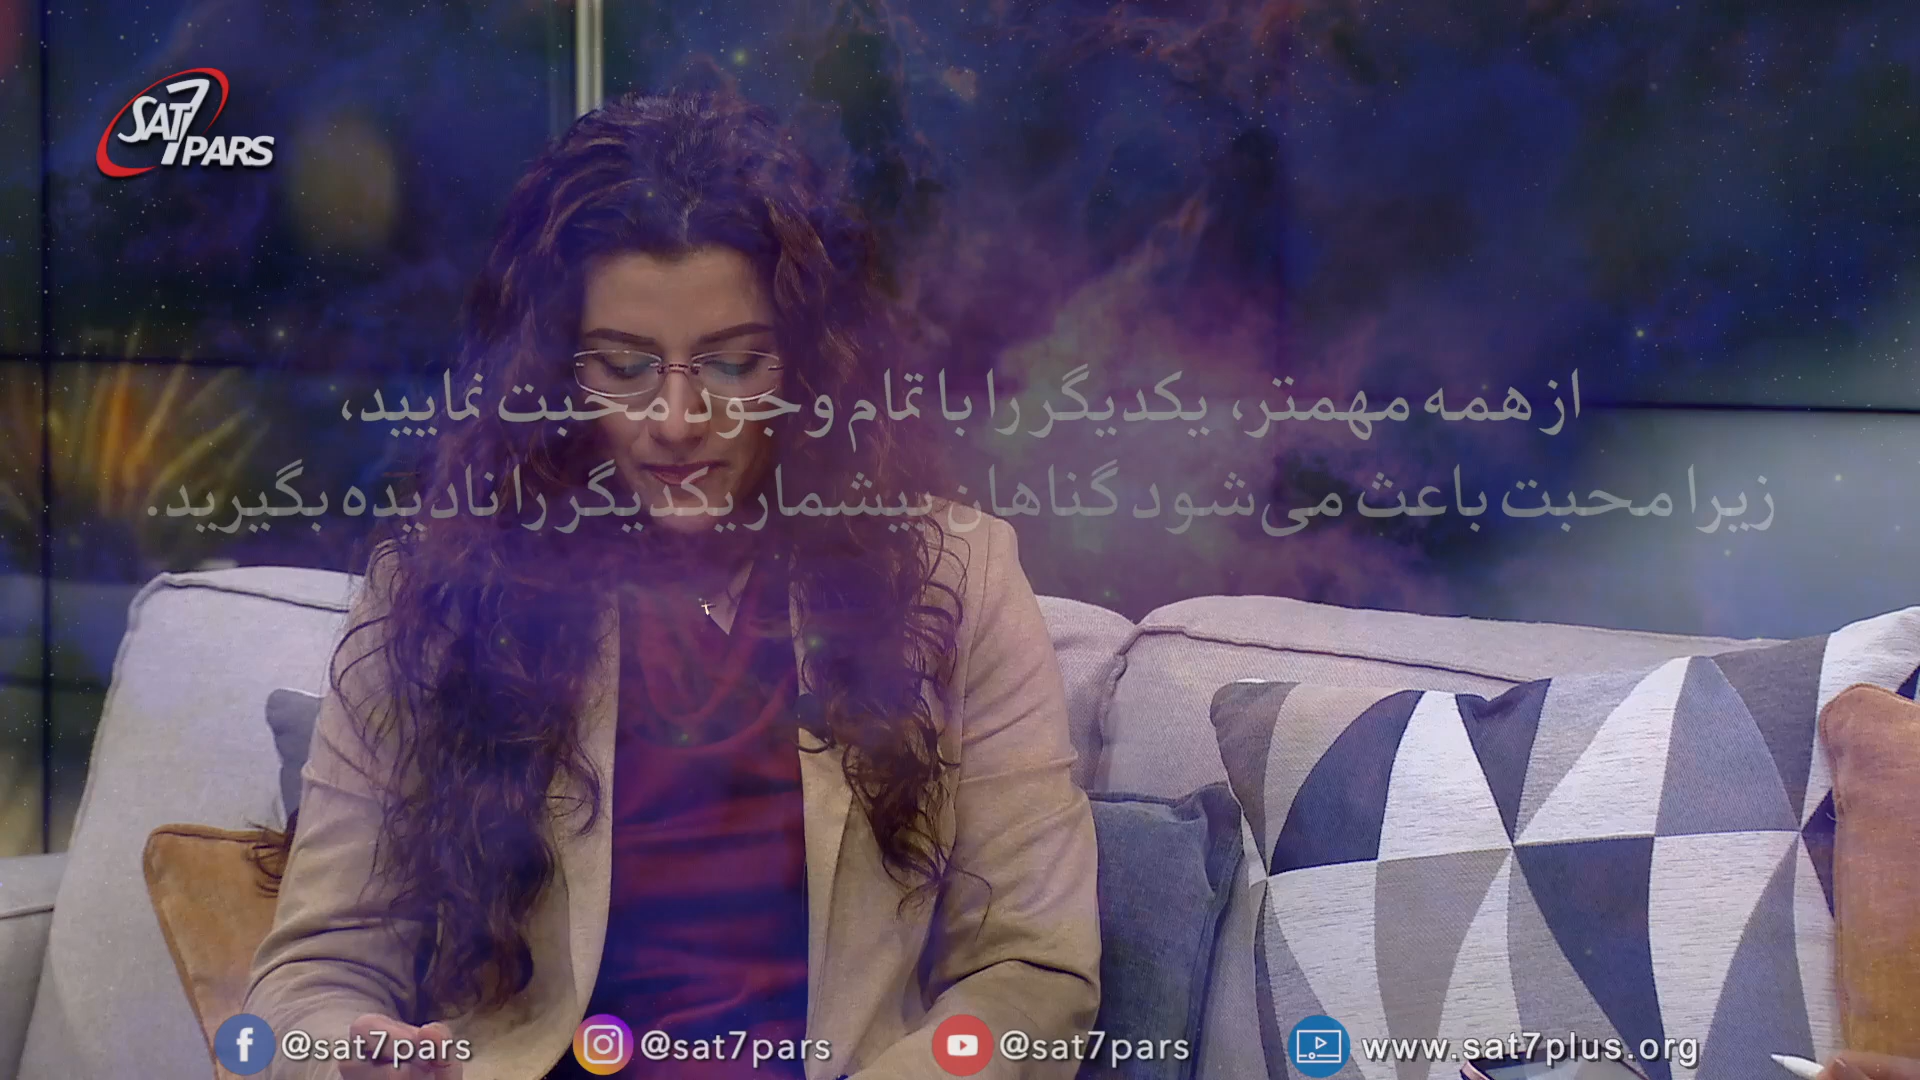 SAT7
PARS
از همه مهمتر، یکدیگر را با تمام وجود محبت نمایید،
زیرا محبت باعث می‌شود گناهان بیشمار یکدیگر را نادیده بگیرید.
@sat7pars
@sat7pars
@sat7pars
www.sat7plus.org